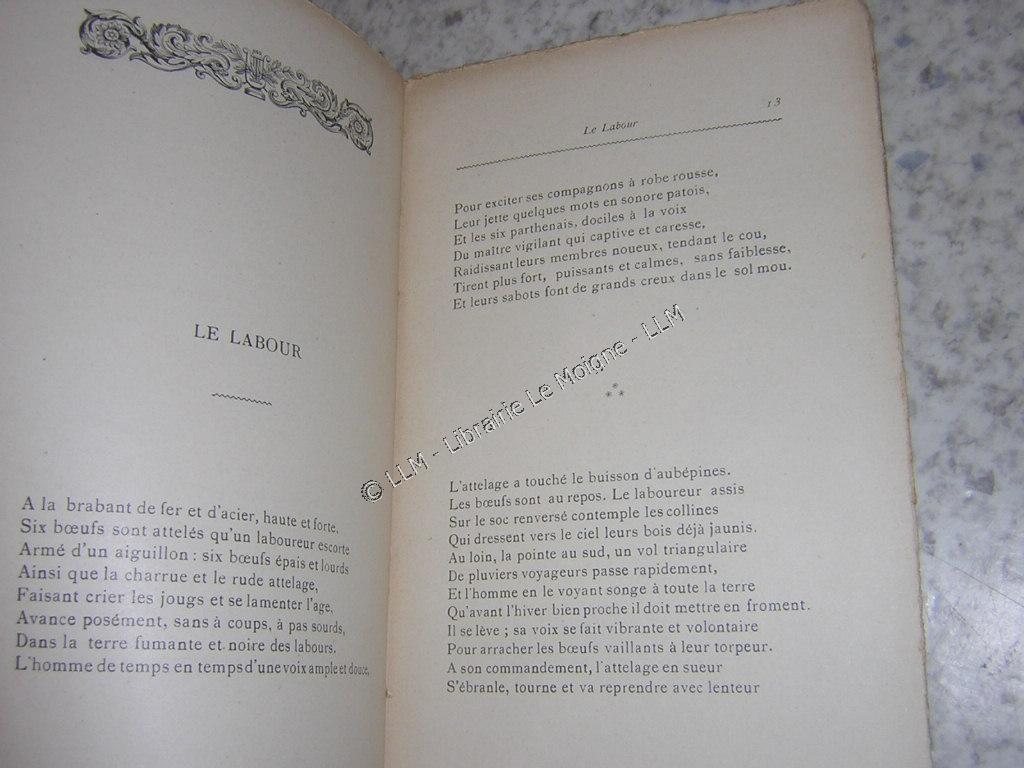 LE LABOUR
A la brabant de fer et d'acier, haute et forte,
Six bœufs sont attelés qu'un laboureur escorte
Armé d'un aiguillon : six bœufs épais et lourds
Ainsi que la charrue et le rude attelage,
Faisant crier les jougs et se lamenter l'age,
Avance posément, sans à coups, à pas sourds,
Dans la terre fumante et noire des labours.
L'homme de temps en temps d'une voix ample et douce,
Le Labour
13
Pour exciter ses compagnons à robe rousse,
Leur jette quelques mots en sonore patois,
Et les six parthenais, dociles à la voix
Du maître vigilant qui captive et caresse,
Raidissant leurs membres noueux, tendant le cou,
Tirent plus fort, puissants et calmes, sans faiblesse,
Et leurs sabots font de grands creux dans le sol mou.
© LLM - Librairie Le Moigne - LLM
L'attelage a touché le buisson d'aubépines.
Les bœufs sont au repos. Le laboureur assis
Sur le soc renversé contemple les collines
Qui dressent vers le ciel leurs bois déjà jaunis.
Au loin, la pointe au sud, un vol triangulaire
De pluviers voyageurs passe rapidement,
Et l'homme en le voyant songe à toute la terre
Qu'avant l'hiver bien proche il doit mettre en froment.
Il se lève ; sa voix se fait vibrante et volontaire
Pour arracher les bœufs vaillants à leur torpeur.
A son commandement, l'attelage en sueur
S'ébranle, tourne et va reprendre avec lenteur